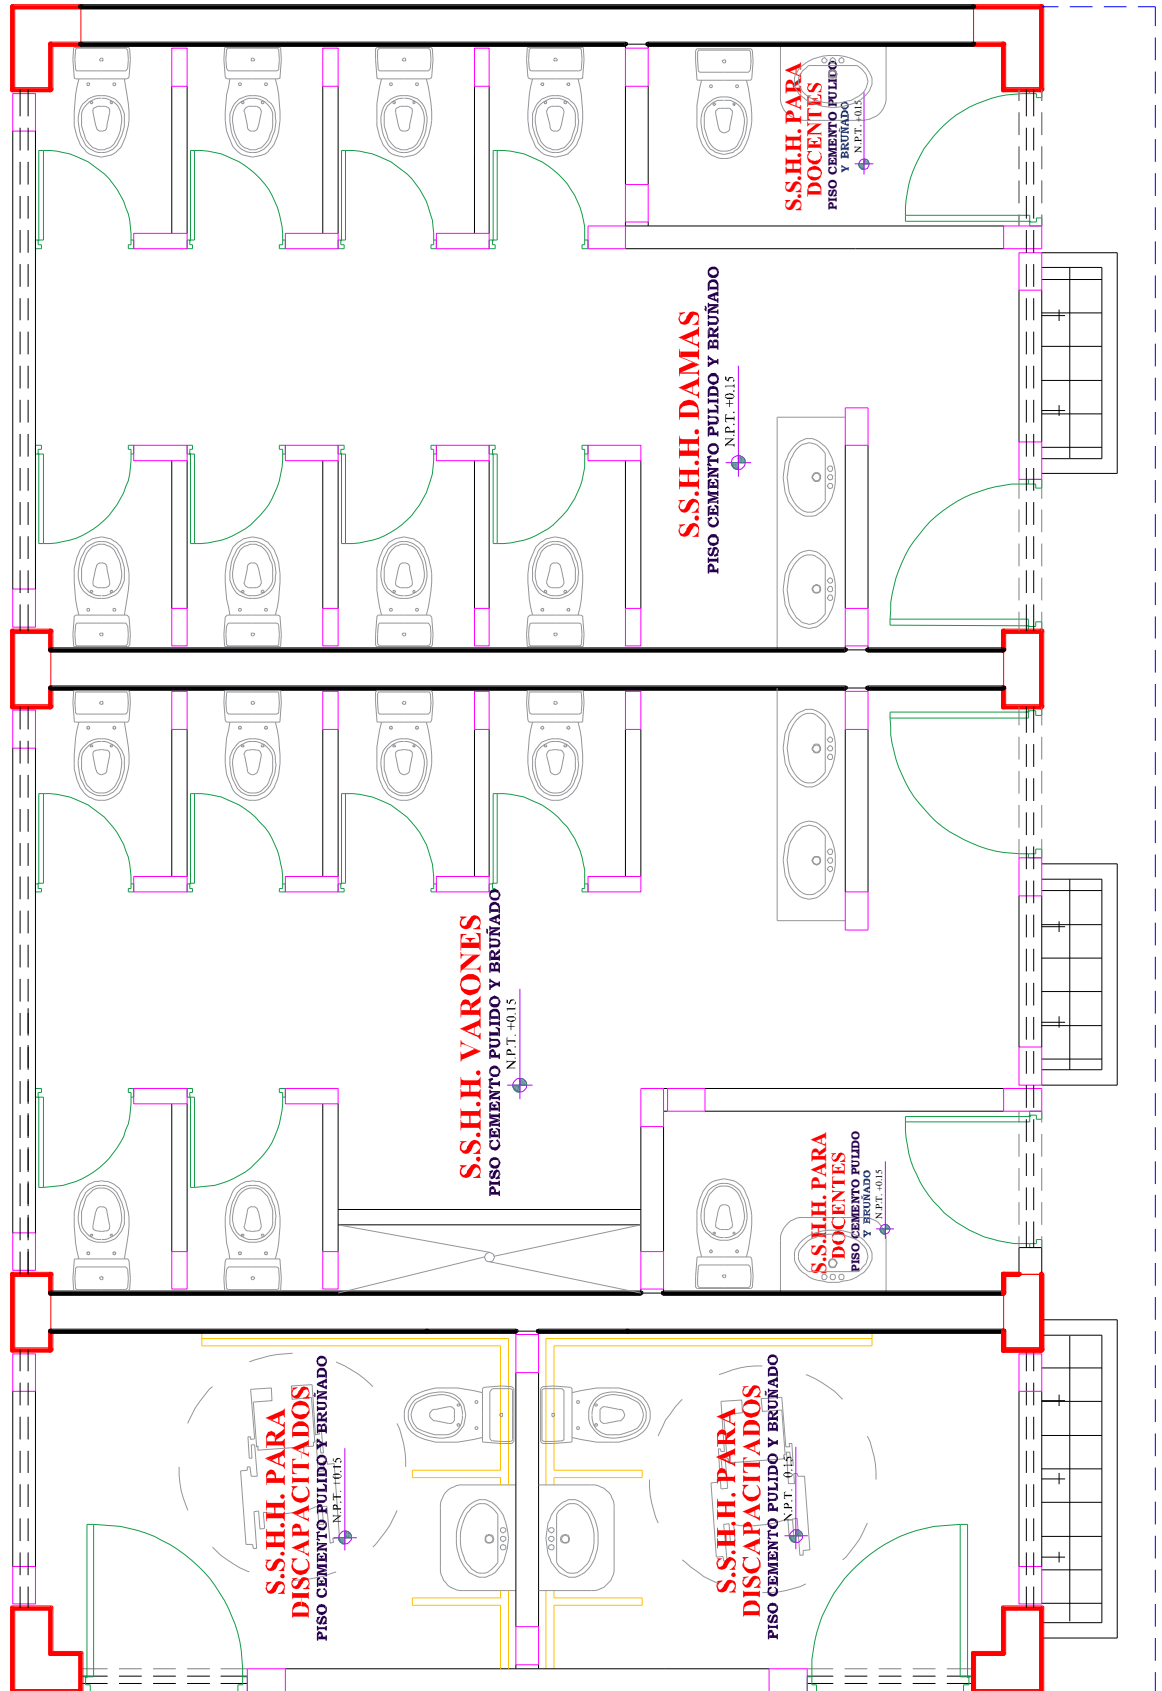 S.S.H.H. PARA
DOCENTES
PISO CEMENTO PULIDO
Y BRUÑADO
N.P.T. +0.15
S.S.H.H. DAMAS
PISO CEMENTO PULIDO Y BRUÑADO
N.P.T. +0.15
S.S.H.H. VARONES
PISO CEMENTO PULIDO Y BRUÑADO
N.P.T. +0.15
S.S.H.H. PARA
DOCENTES
PISO CEMENTO PULIDO
Y BRUÑADO
N.P.T. +0.15
S.S.H.H. PARA
DISCAPACITADOS
PISO CEMENTO PULIDO Y BRUÑADO
N.P.T. +0.15
S.S.H.H. PARA
DISCAPACITADOS
PISO CEMENTO PULIDO Y BRUÑADO
N.P.T. +0.15